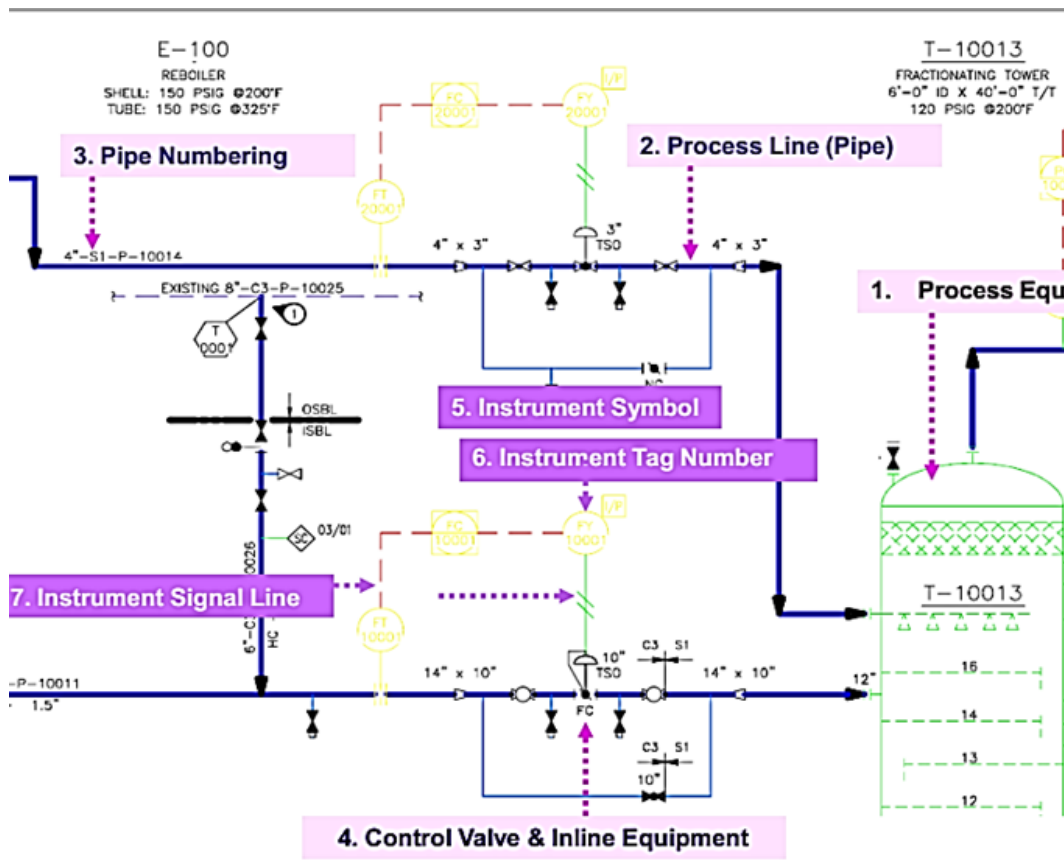 E-100
REBOILER
SHELL: 150 PSIG @200°F
TUBE: 150 PSIG @325°F
T-10013
FRACTIONATING TOWER
6'-0" ID X 40'-0" T/T
120 PSIG @200°F
FC
20001
FY
20001
I/P
3. Pipe Numbering
2. Process Line (Pipe)
FT
20001
3"
TSO
4" x 3"
4" x 3"
4"-S1-P-10014
EXISTING 8"-C3-P-10025
1
T
0001
1. Process Equ
NC
5. Instrument Symbol
OSBL
ISBL
6. Instrument Tag Number
SC
03/01
FC
10001
FY
10001
I/P
0026
7. Instrument Signal Line
T-10013
FT
10001
6"-C3
HC
10"
TSO
C3 S1
14" x 10"
14" x 10"
16
-P-10011
1.5"
12"
FC
14
C3 S1
13
10"
12
4. Control Valve & Inline Equipment